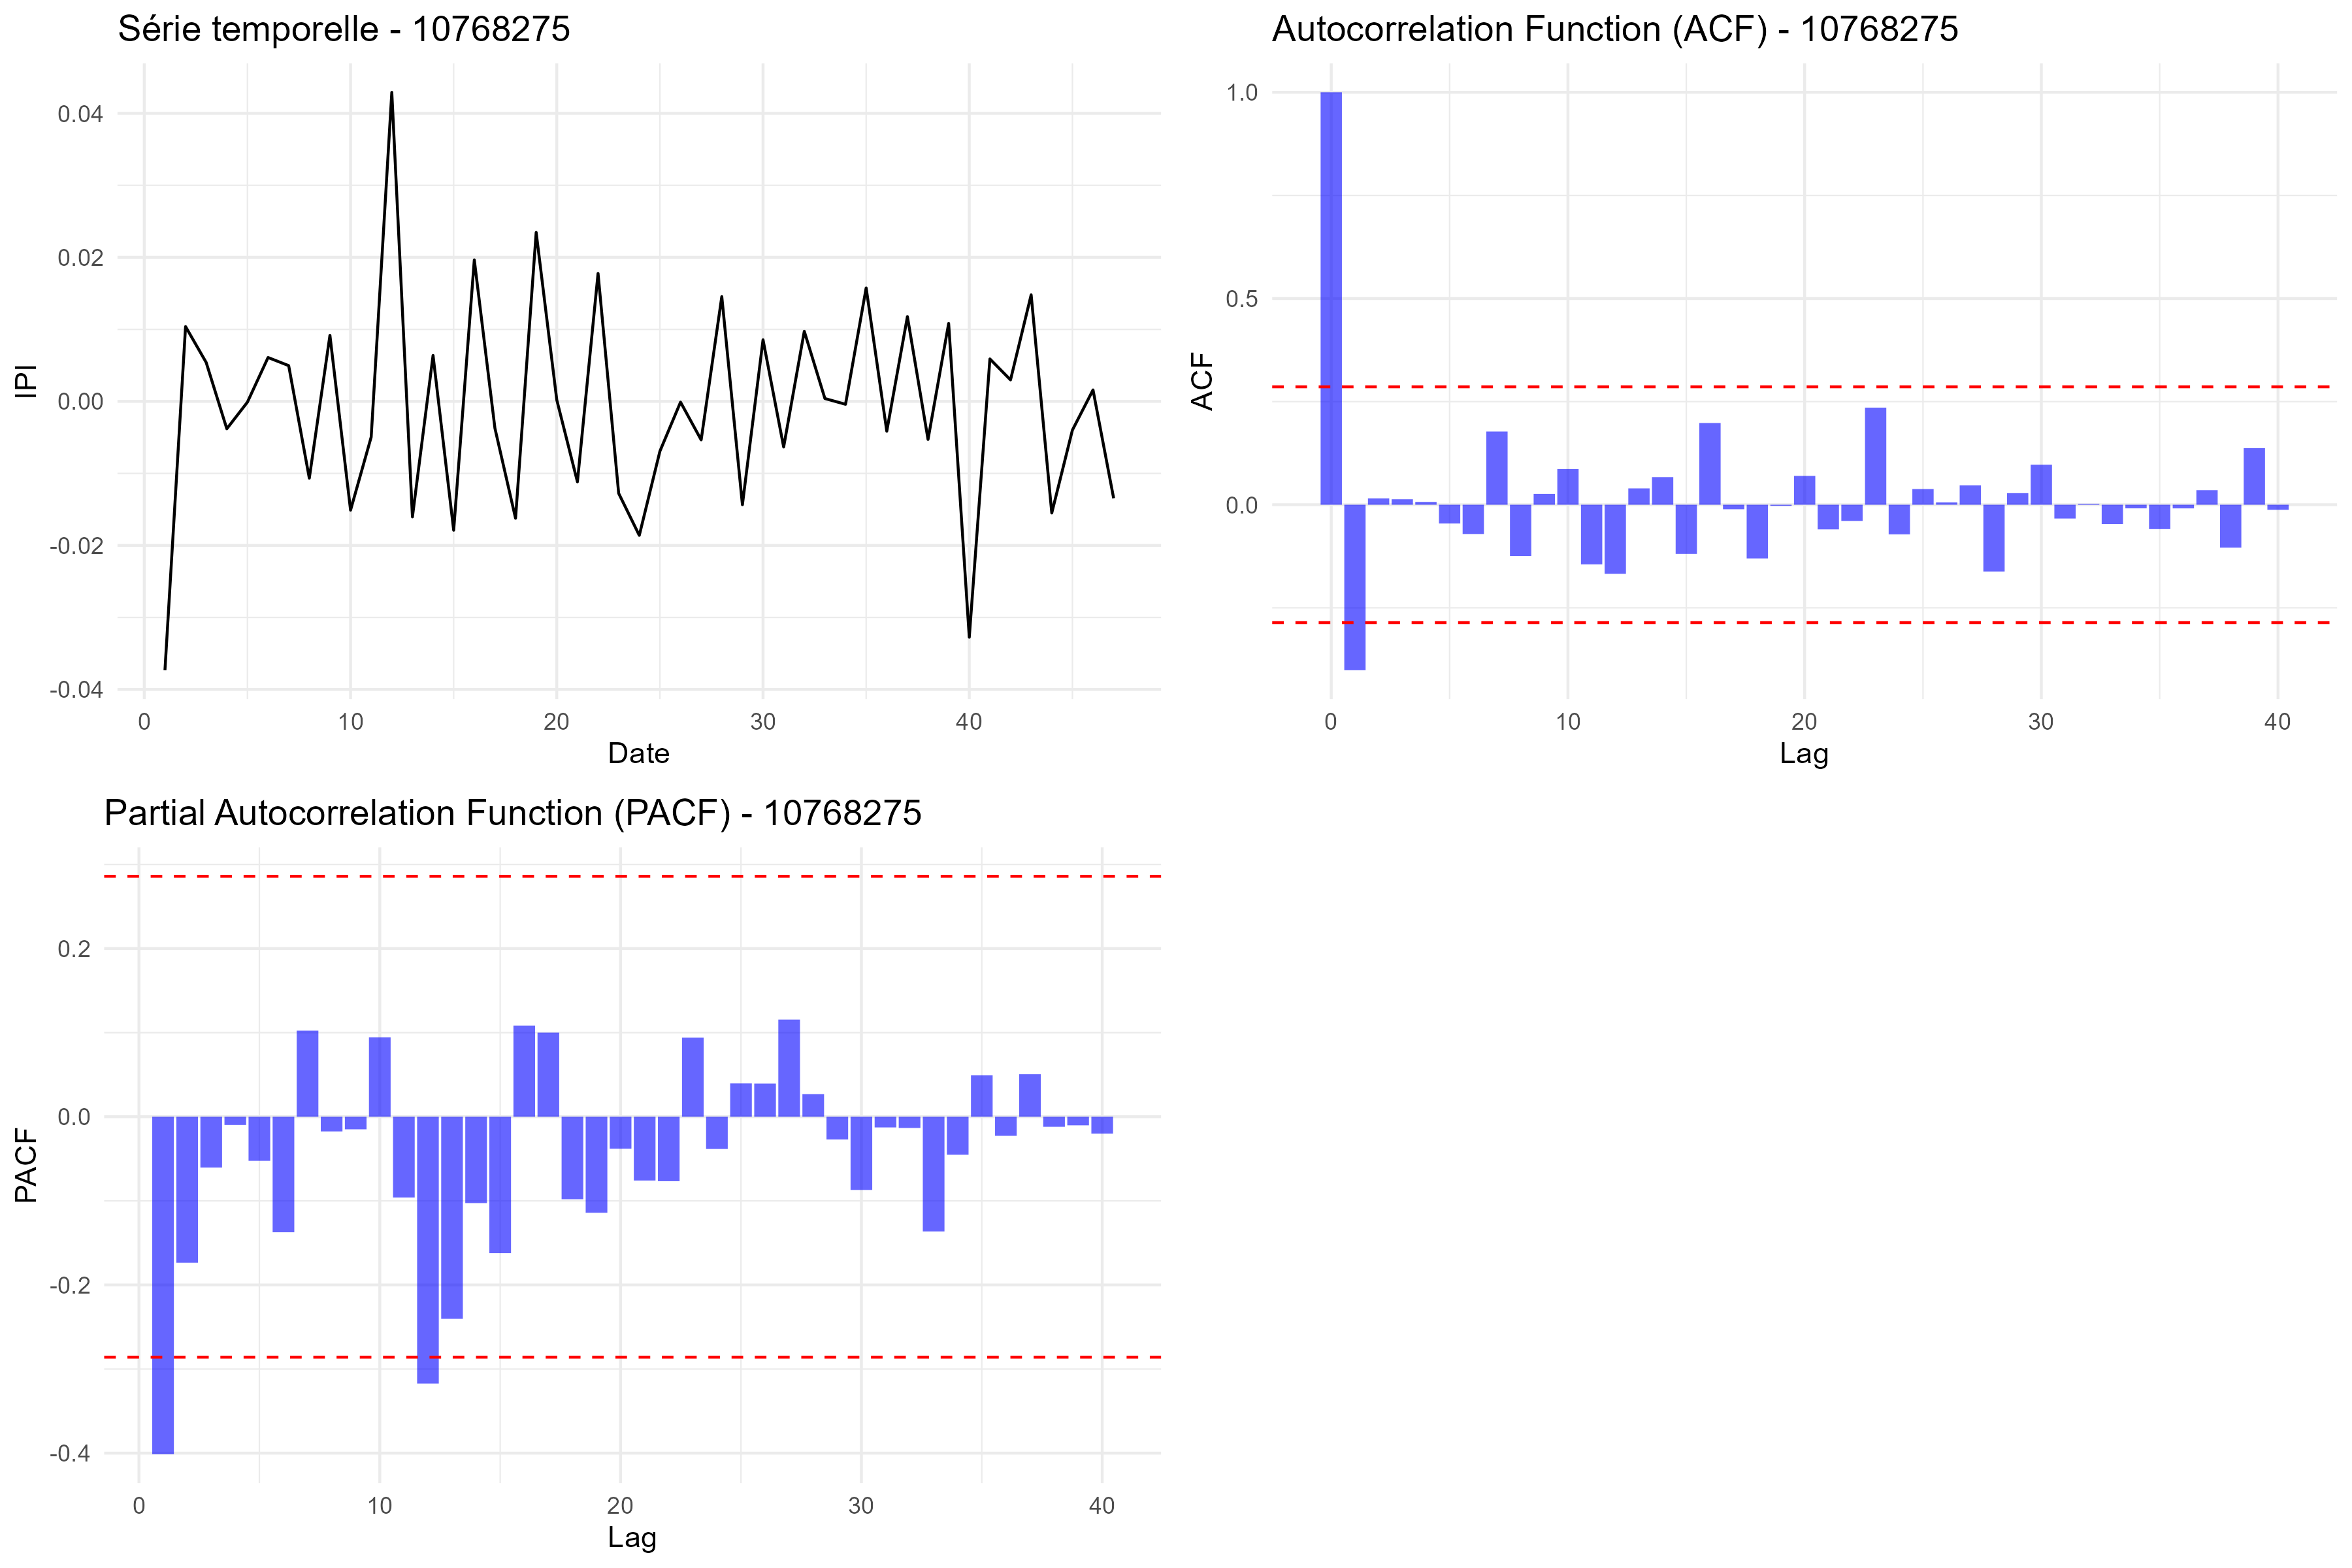 Série temporelle - 10768275
0.04
0.02
0.00
-0.02
-0.04
IPI
0 10 20 30 40
Date
Autocorrelation Function (ACF) - 10768275
1.0
0.5
0.0
ACF
0 10 20 30 40
Lag
Partial Autocorrelation Function (PACF) - 10768275
0.2
0.0
-0.2
-0.4
PACF
0 10 20 30 40
Lag